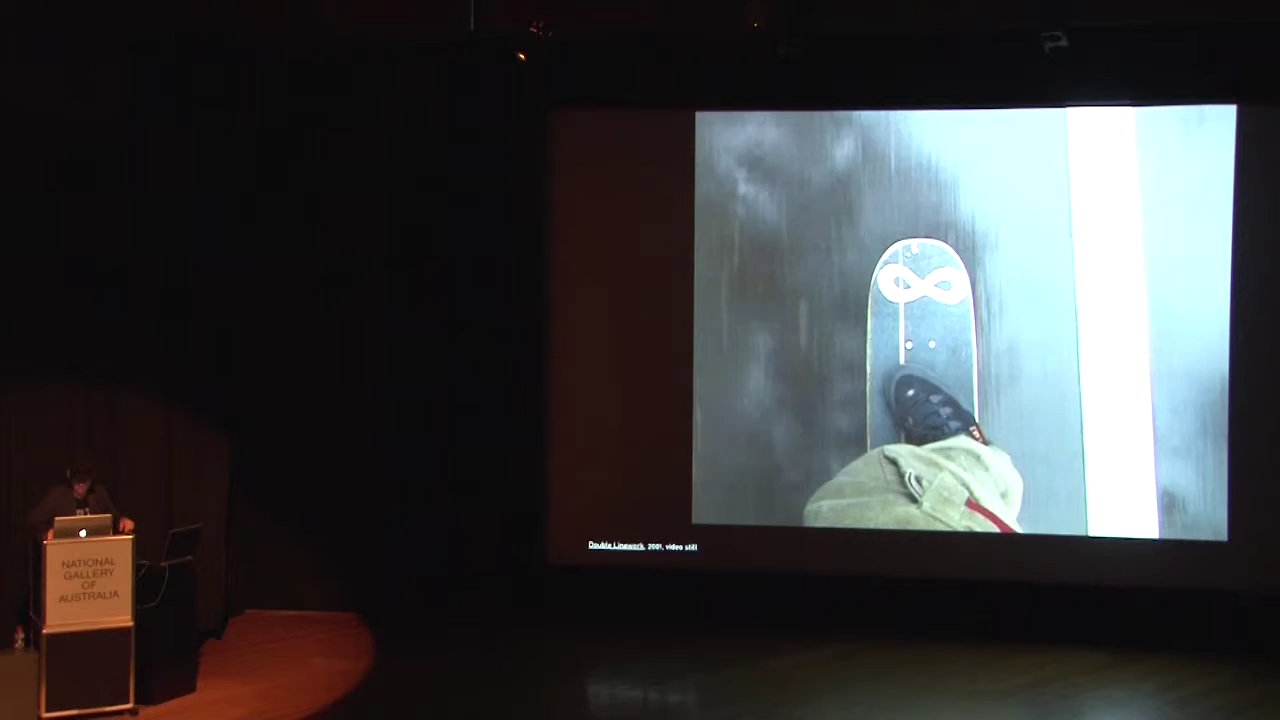 NATIONAL
GALLERY
OF
AUSTRALIA
Double Linework, 2001, video still